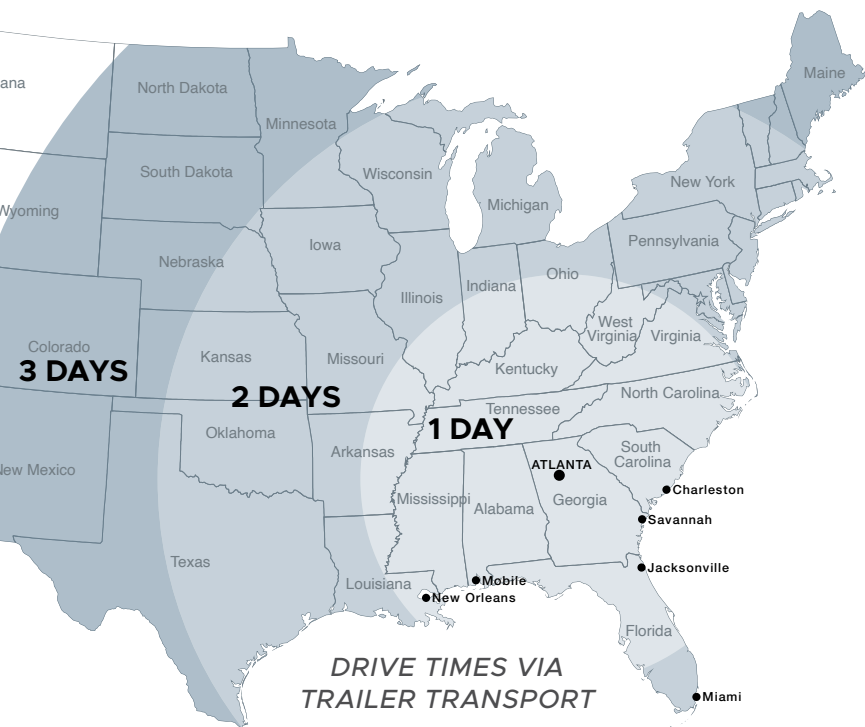 ana
North Dakota
Minnesota
Maine
South Dakota
Wisconsin
New York
Michigan
Wyoming
Iowa
Pennsylvania
Nebraska
Illinois
Indiana
Ohio
West
Virginia
Virginia
Colorado
Kansas
Missouri
Kentucky
3 DAYS
2 DAYS
North Carolina
Tennessee
1 DAY
Oklahoma
Arkansas
South
Carolina
ATLANTA
New Mexico
Charleston
Mississippi
Alabama
Georgia
Savannah
Texas
Louisiana
Mobile
Jacksonville
New Orleans
Florida
DRIVE TIMES VIA
TRAILER TRANSPORT
Miami